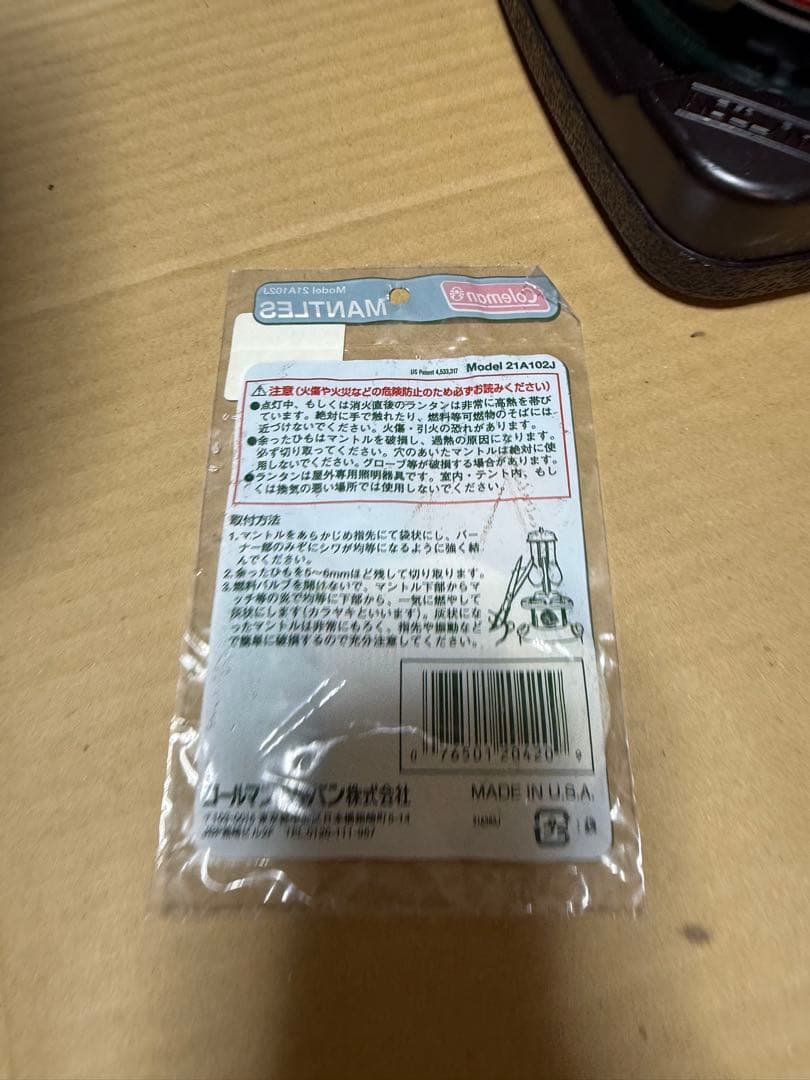 Model 21A102J
MANTLES
Coleman
US Patent 4,533,317 Model 21A102J
⚠ 注意（火傷や火災などの危険防止のため必ずお読みください）
●点灯中、もしくは消火直後のランタンは非常に高熱を帯び
ています。絶対に手で触れたり、燃料等可燃物のそばには
近づけないでください。火傷・引火の恐れがあります。
●余ったひもはマントルを破損し、過熱の原因になります。
必ず切り取ってください。穴のあいたマントルは絶対に使
用しないでください。グローブ等が破損する場合があります。
●ランタンは屋外専用照明器具です。室内・テント内、もし
くは換気の悪い場所では使用しないでください。
取付方法
1.マントルをあらかじめ指先にて袋状にし、バー
ナー部のみぞにシワが均等になるように強く結
んでください。
2.余ったひもを5〜6mmほど残して切り取ります。
3.燃料バルブを開けないで、マントル下部からマ
ッチ等の炎で均等に下部から、一気に燃やして
灰状にします(カラヤキといいます)。灰状にな
ったマントルは非常にもろく、指先や振動など
で簡単に破損するので充分注意してください。
0 76501 20420 9
コールマンジャパン株式会社
MADE IN U.S.A.
TEL 0120-111-957